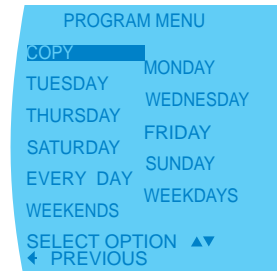 PROGRAM MENU
COPY
MONDAY
TUESDAY
WEDNESDAY
THURSDAY
FRIDAY
SATURDAY
SUNDAY
EVERY DAY
WEEKDAYS
WEEKENDS
SELECT OPTION ▲▼
← PREVIOUS